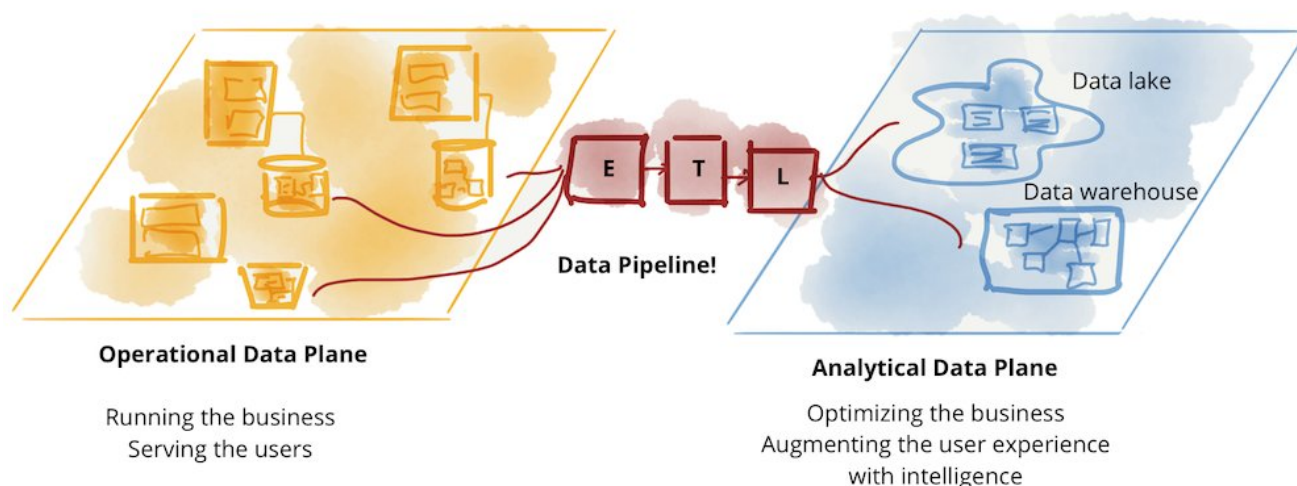 Data lake
Data warehouse
E
T
L
Data Pipeline!
Operational Data Plane
Running the business
Serving the users
Analytical Data Plane
Optimizing the business
Augmenting the user experience
with intelligence